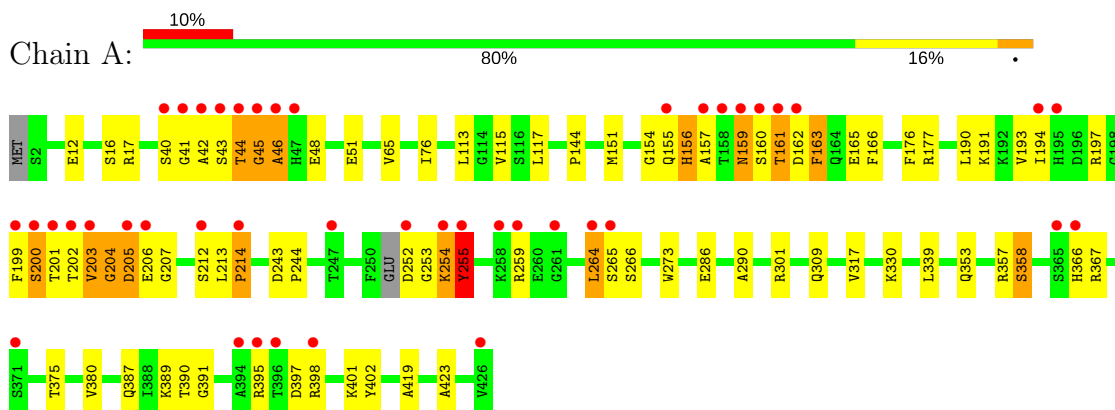 10%
Chain A:
80% 16% •
MET S2 E12 S16 R17 S40 G41 A42 S43 T44 G45 A46 H47 E48 E51 V65 I76 L113 G114 V115 S116 L117 P144 M151 G154 Q155 H156 A157 T158 N159 S160 T161 D162 F163 Q164 E165 F166 F176 R177 L190 K191 K192 V193 I194 H195 D196 R197 G198
F199 S200 T201 T202 V203 G204 D205 E206 G207 S212 L213 P214 D243 P244 T247 F250 GLU D252 G253 K254 Y255 K258 R259 E260 G261 L264 S265 S266 W273 E286 A290 R301 Q309 V317 K330 L339 Q353 R357 S358 S365 H366 R367
S371 T375 V380 Q387 I388 K389 T390 G391 A394 R395 T396 D397 R398 K401 Y402 A419 A423 V426